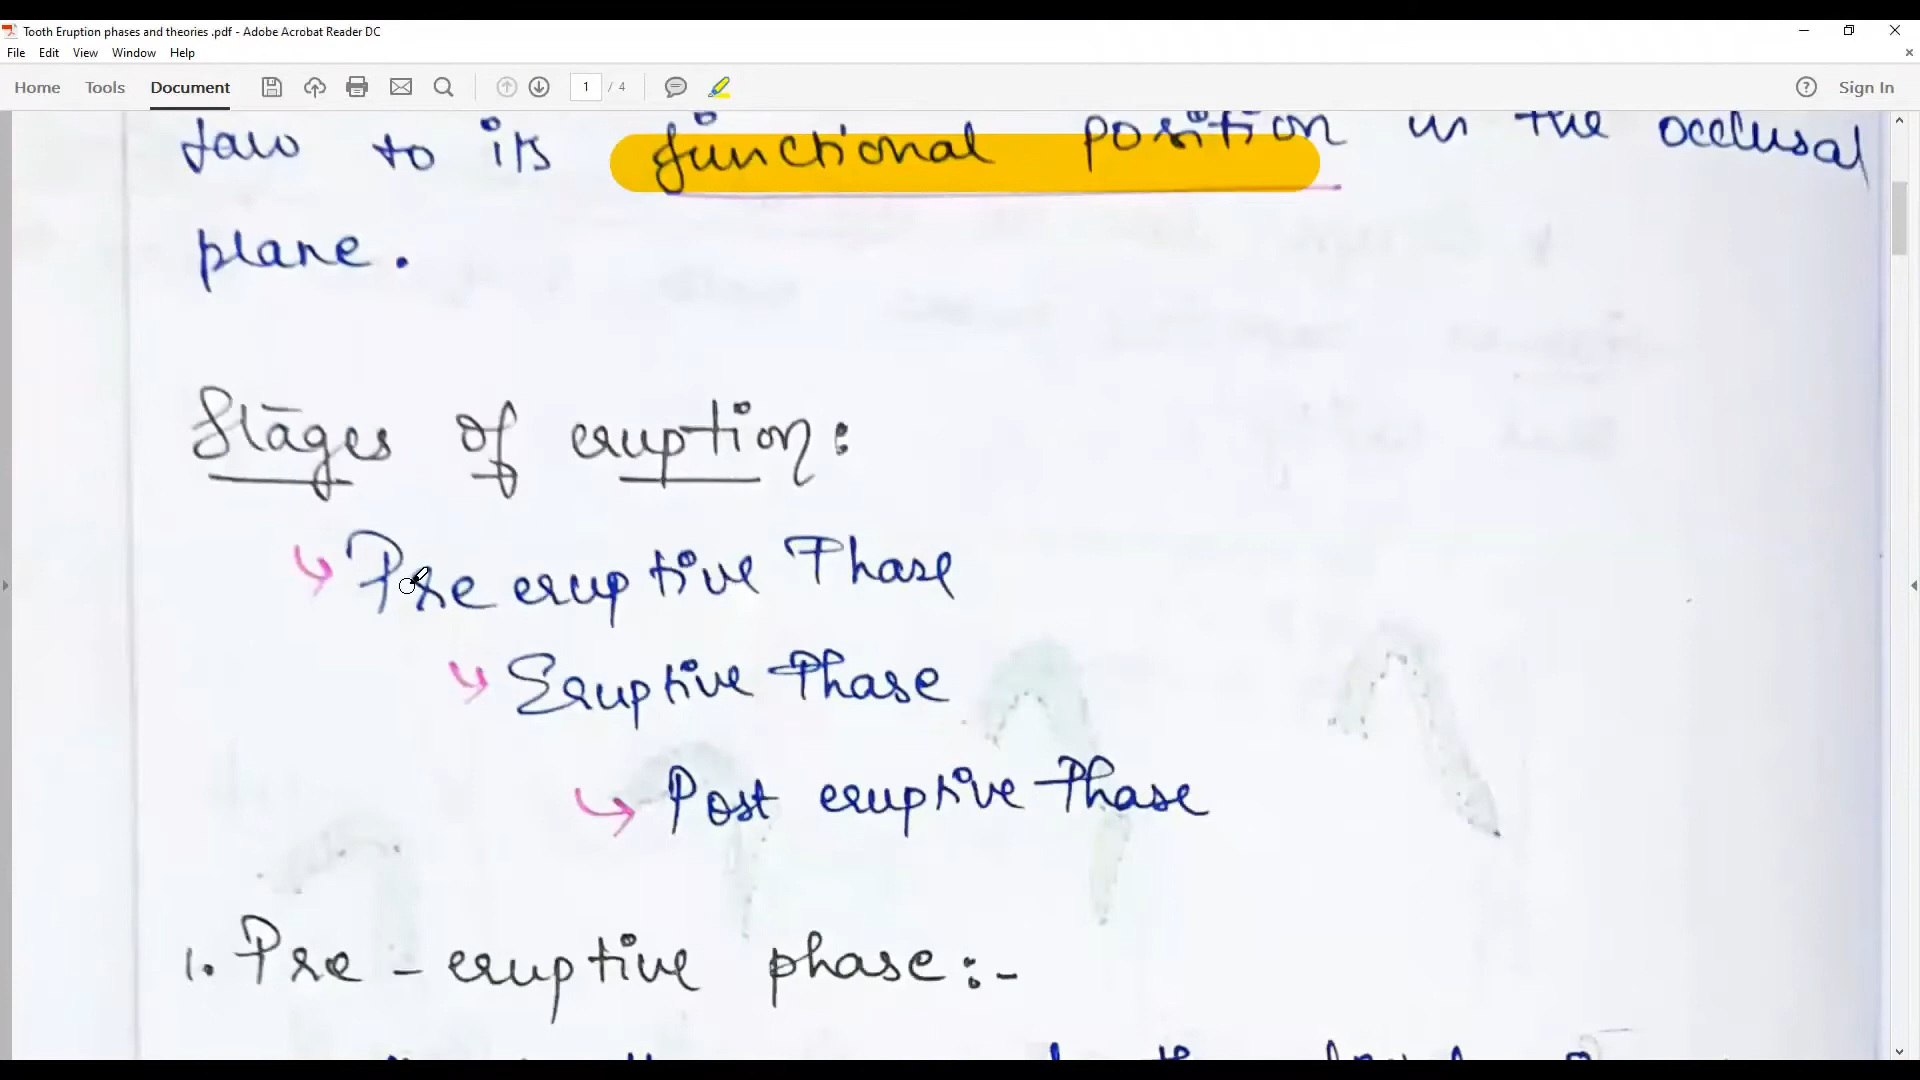 Tooth Eruption phases and theories .pdf - Adobe Acrobat Reader DC
File Edit View Window Help
Home Tools Document 1 / 4 Sign In
Jaw to its functional position in the occlusal
plane.
Stages of eruption:
Pre eruptive Phase
Eruptive Phase
Post eruptive Phase
1. Pre - eruptive phase:-